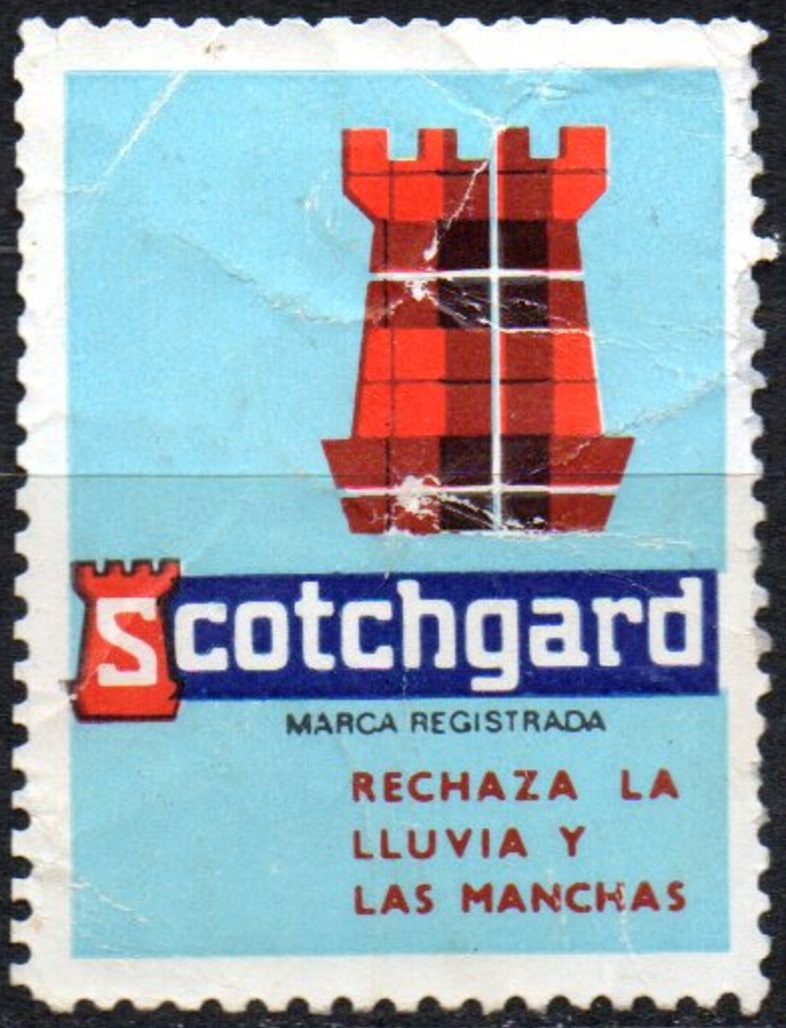 Scotchgard
MARCA REGISTRADA
RECHAZA LA
LLUVIA Y
LAS MANCHAS